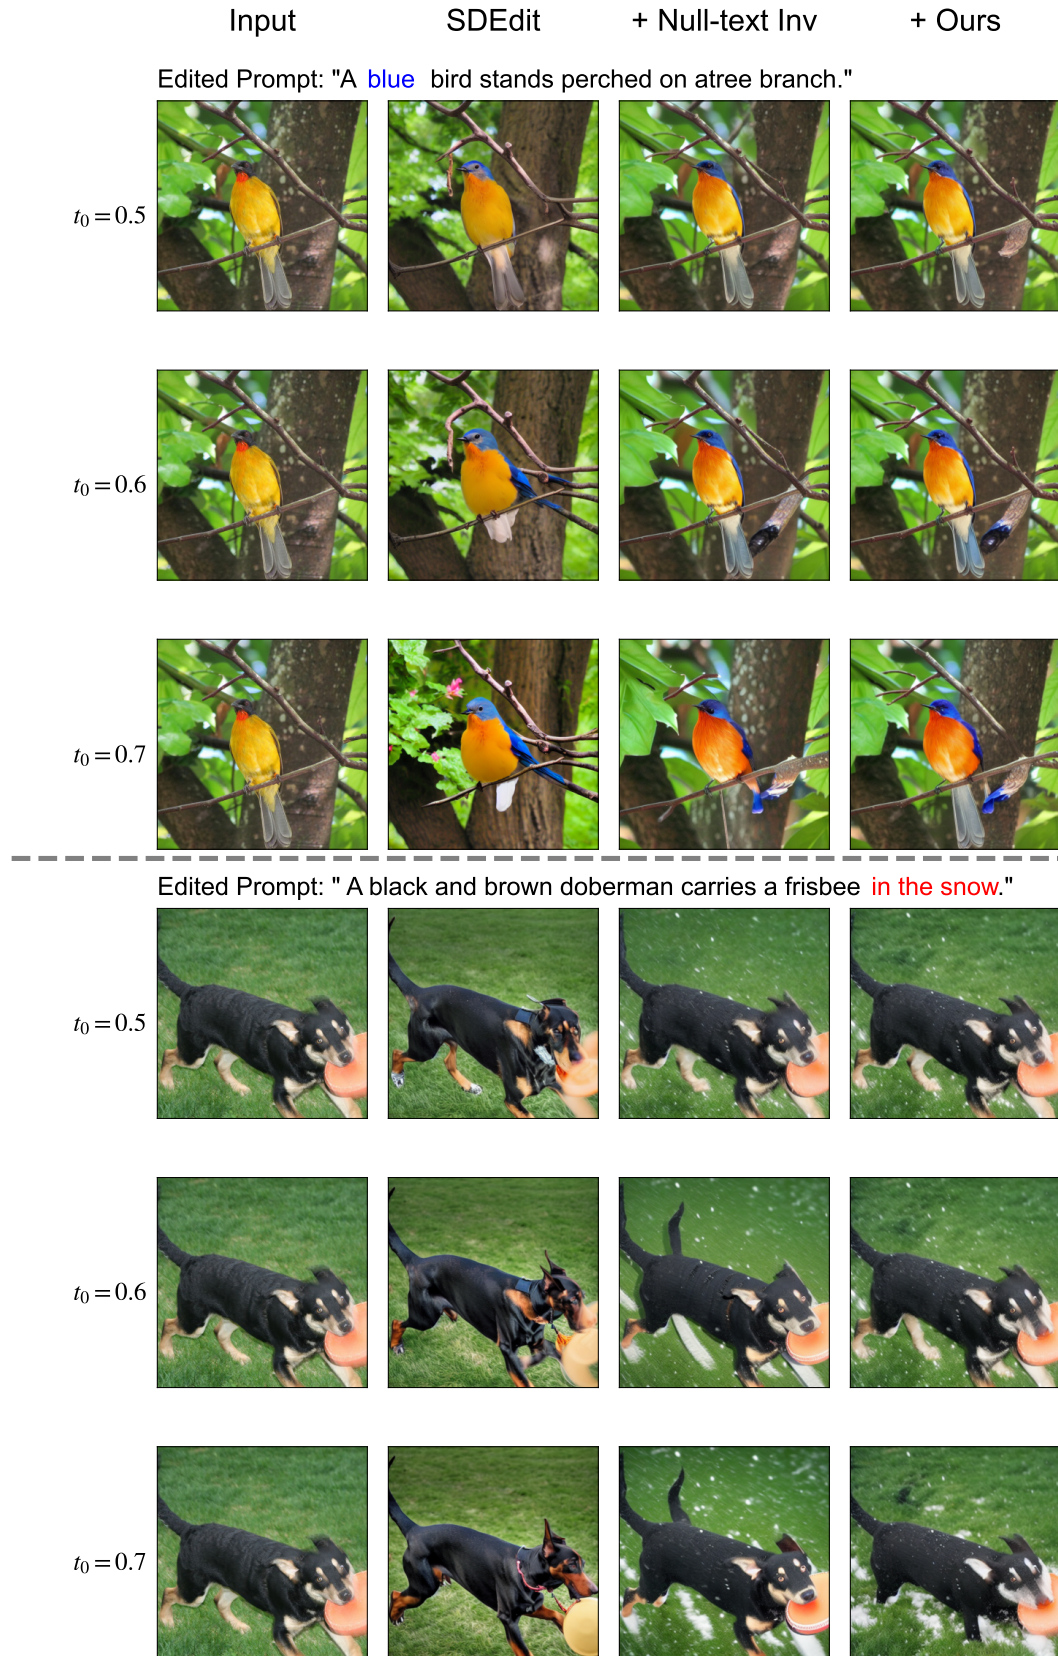 Input SDEdit + Null-text Inv + Ours
Edited Prompt: "A blue bird stands perched on atree branch."
t₀ = 0.5
t₀ = 0.6
t₀ = 0.7
Edited Prompt: " A black and brown doberman carries a frisbee in the snow."
t₀ = 0.5
t₀ = 0.6
t₀ = 0.7